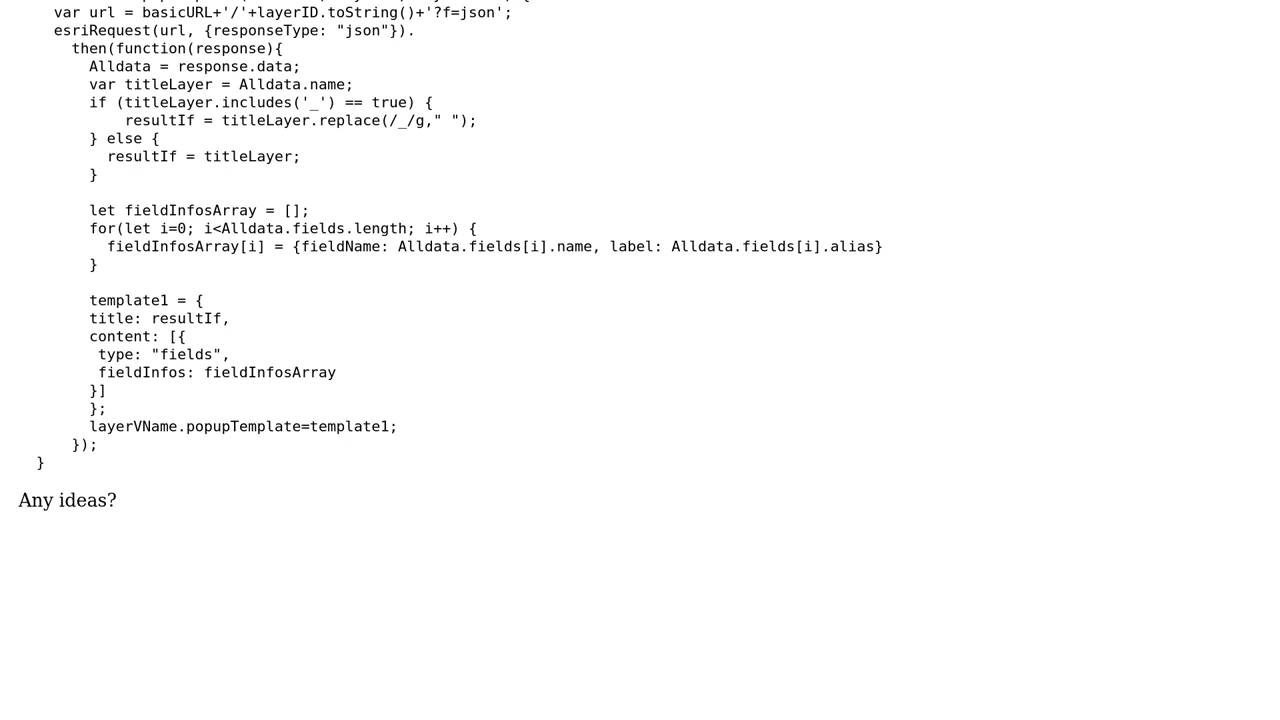 var url = basicURL+'/'+layerID.toString()+'?f=json';
esriRequest(url, {responseType: "json"}).
then(function(response){
Alldata = response.data;
var titleLayer = Alldata.name;
if (titleLayer.includes('_') == true) {
resultIf = titleLayer.replace(/_/g," ");
} else {
resultIf = titleLayer;
}
let fieldInfosArray = [];
for(let i=0; i<Alldata.fields.length; i++) {
fieldInfosArray[i] = {fieldName: Alldata.fields[i].name, label: Alldata.fields[i].alias}
}
template1 = {
title: resultIf,
content: [{
type: "fields",
fieldInfos: fieldInfosArray
}]
};
layerVName.popupTemplate=template1;
});
}
Any ideas?